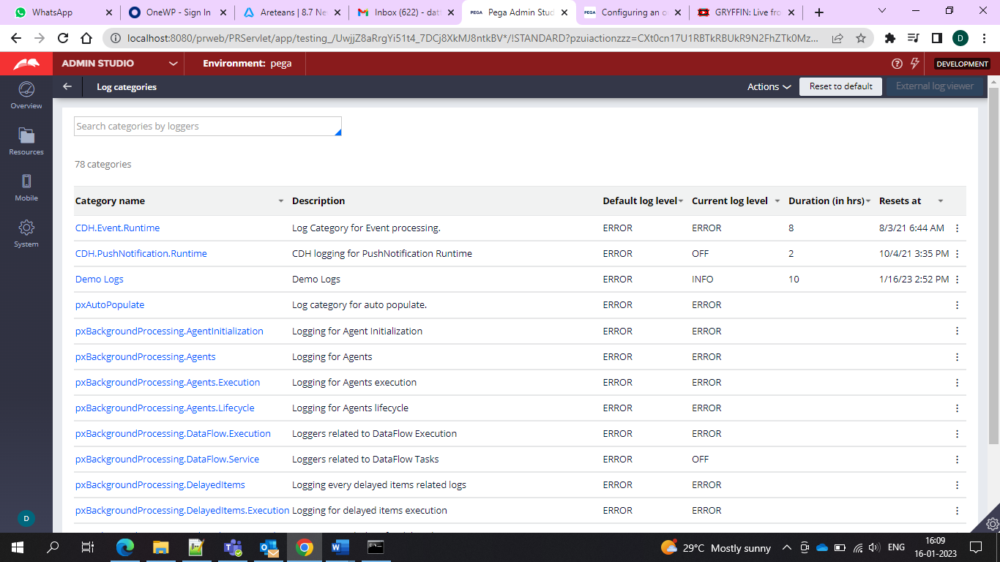 WhatsApp
OneWP - Sign In
Areteans | 8.7 Ne
Inbox (622) - dat
Pega Admin Stud
Configuring an o
GRYFFIN: Live fro
localhost:8080/prweb/PRServlet/app/testing_/UwjjZ8aRrgYi51t4_7DCj8XkMJ8ntkBV*/!STANDARD?pzuiactionzzz=CXt0cn17U1RBTkRBUkR9N2FhZTk0Mz...
D
ADMIN STUDIO
Environment: pega
DEVELOPMENT
Log categories
Actions
Reset to default
External log viewer
Overview
Resources
Mobile
System
D
Search categories by loggers
78 categories
Category name Description Default log level Current log level Duration (in hrs) Resets at
CDH.Event.Runtime Log Category for Event processing. ERROR ERROR 8 8/3/21 6:44 AM
CDH.PushNotification.Runtime CDH logging for PushNotification Runtime ERROR OFF 2 10/4/21 3:35 PM
Demo Logs Demo Logs ERROR INFO 10 1/16/23 2:52 PM
pxAutoPopulate Log category for auto populate. ERROR ERROR
pxBackgroundProcessing.AgentInitialization Logging for Agent Initialization ERROR ERROR
pxBackgroundProcessing.Agents Logging for Agents ERROR ERROR
pxBackgroundProcessing.Agents.Execution Logging for Agents execution ERROR ERROR
pxBackgroundProcessing.Agents.Lifecycle Logging for Agents lifecycle ERROR ERROR
pxBackgroundProcessing.DataFlow.Execution Loggers related to DataFlow Execution ERROR ERROR
pxBackgroundProcessing.DataFlow.Service Loggers related to DataFlow Tasks ERROR OFF
pxBackgroundProcessing.DelayedItems Logging every delayed items related logs ERROR ERROR
pxBackgroundProcessing.DelayedItems.Execution Logging for delayed items execution ERROR ERROR
29°C Mostly sunny
ENG
16:09
16-01-2023